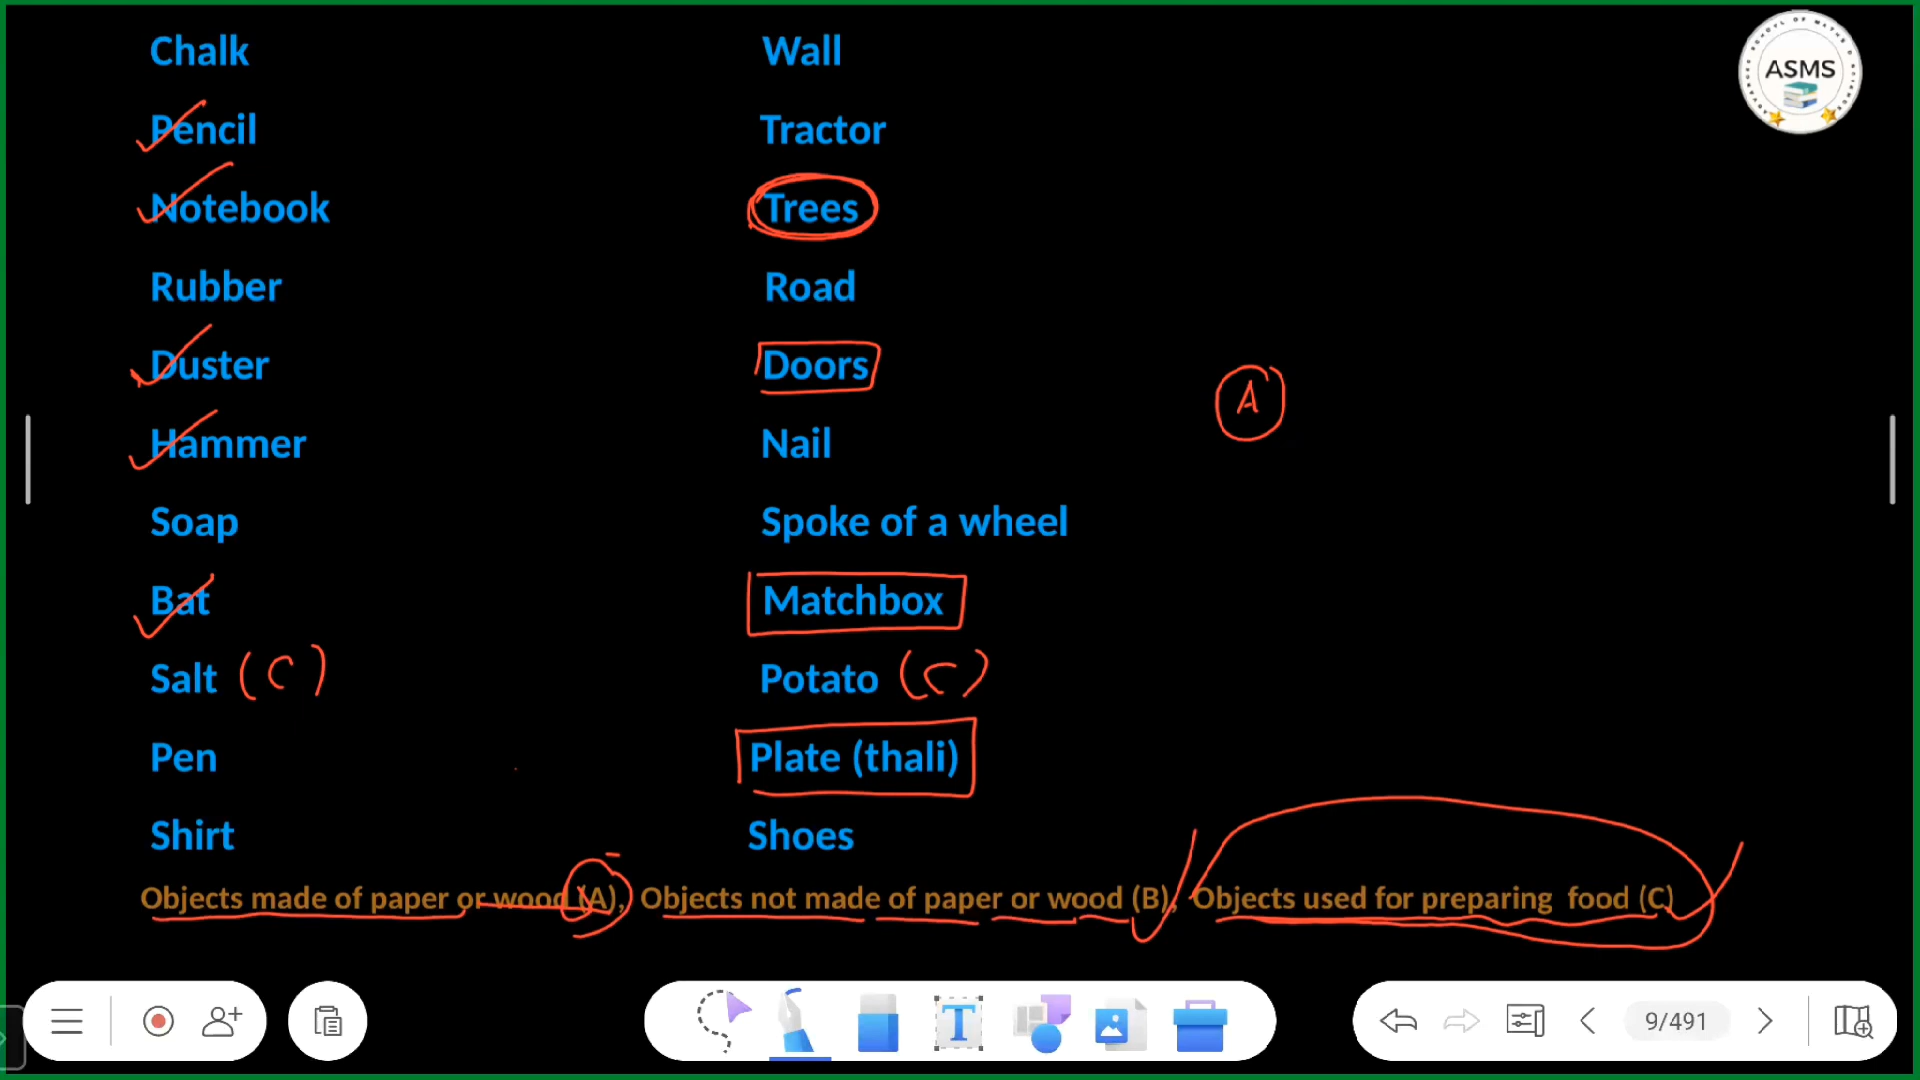 Chalk
Wall
ASMS
Pencil
Tractor
Notebook
Trees
Rubber
Road
Duster
Doors
A
Hammer
Nail
Soap
Spoke of a wheel
Bat
Matchbox
Salt (C)
Potato (C)
Pen
Plate (thali)
Shirt
Shoes
Objects made of paper or wood (A), Objects not made of paper or wood (B), Objects used for preparing food (C)
T
9/491